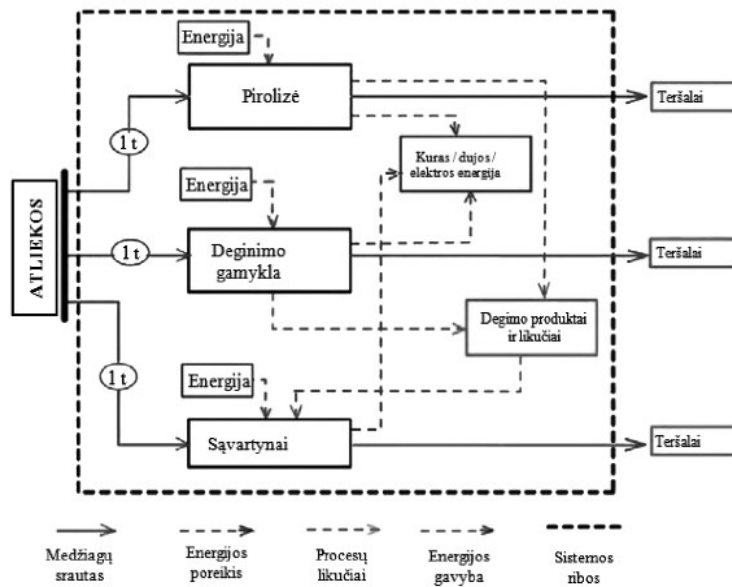 Energija
Pirolizė
Teršalai
1 t
Kuras / dujos /
elektros energija
Energija
ATLIEKOS
1 t
Deginimo
gamykla
Teršalai
Degimo produktai
ir likučiai
1 t
Energija
Sąvartynai
Teršalai
Medžiagų
srautas
Energijos
poreikis
Procesų
likučiai
Energijos
gavyba
Sistemos
ribos